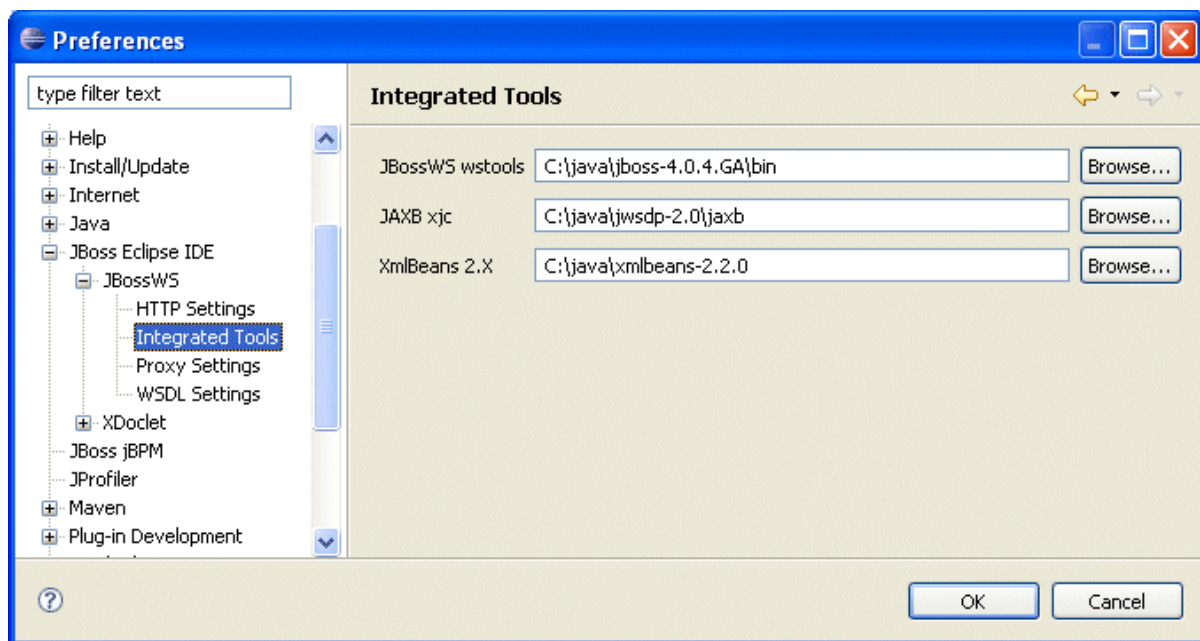 Preferences
type filter text
Help
Install/Update
Internet
Java
JBoss Eclipse IDE
JBossWS
HTTP Settings
Integrated Tools
Proxy Settings
WSDL Settings
XDoclet
JBoss jBPM
JProfiler
Maven
Plug-in Development
Integrated Tools
JBossWS wstools C:\java\jboss-4.0.4.GA\bin Browse...
JAXB xjc C:\java\jwsdp-2.0\jaxb Browse...
XmlBeans 2.X C:\java\xmlbeans-2.2.0 Browse...
OK Cancel